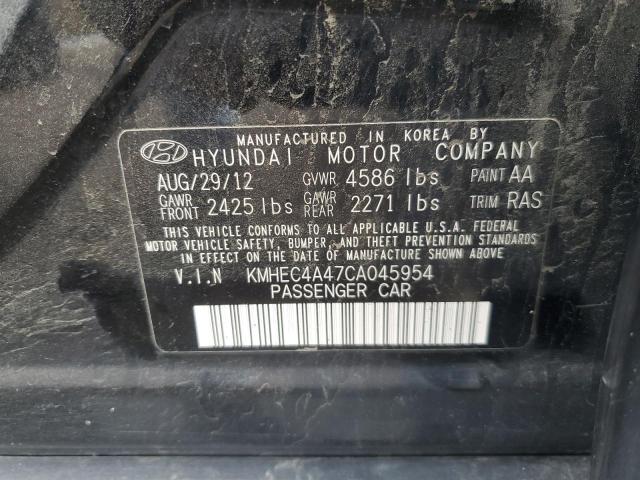 MANUFACTURED IN KOREA BY
HYUNDAI MOTOR COMPANY
AUG/29/12 GVWR 4586 lbs PAINT AA
GAWR FRONT 2425 lbs GAWR REAR 2271 lbs TRIM RAS
THIS VEHICLE CONFORMS TO ALL APPLICABLE U.S.A. FEDERAL
MOTOR VEHICLE SAFETY, BUMPER, AND THEFT PREVENTION STANDARDS
IN EFFECT ON THE DATE OF MANUFACTURE SHOWN ABOVE
V.I.N KMHEC4A47CA045954
PASSENGER CAR